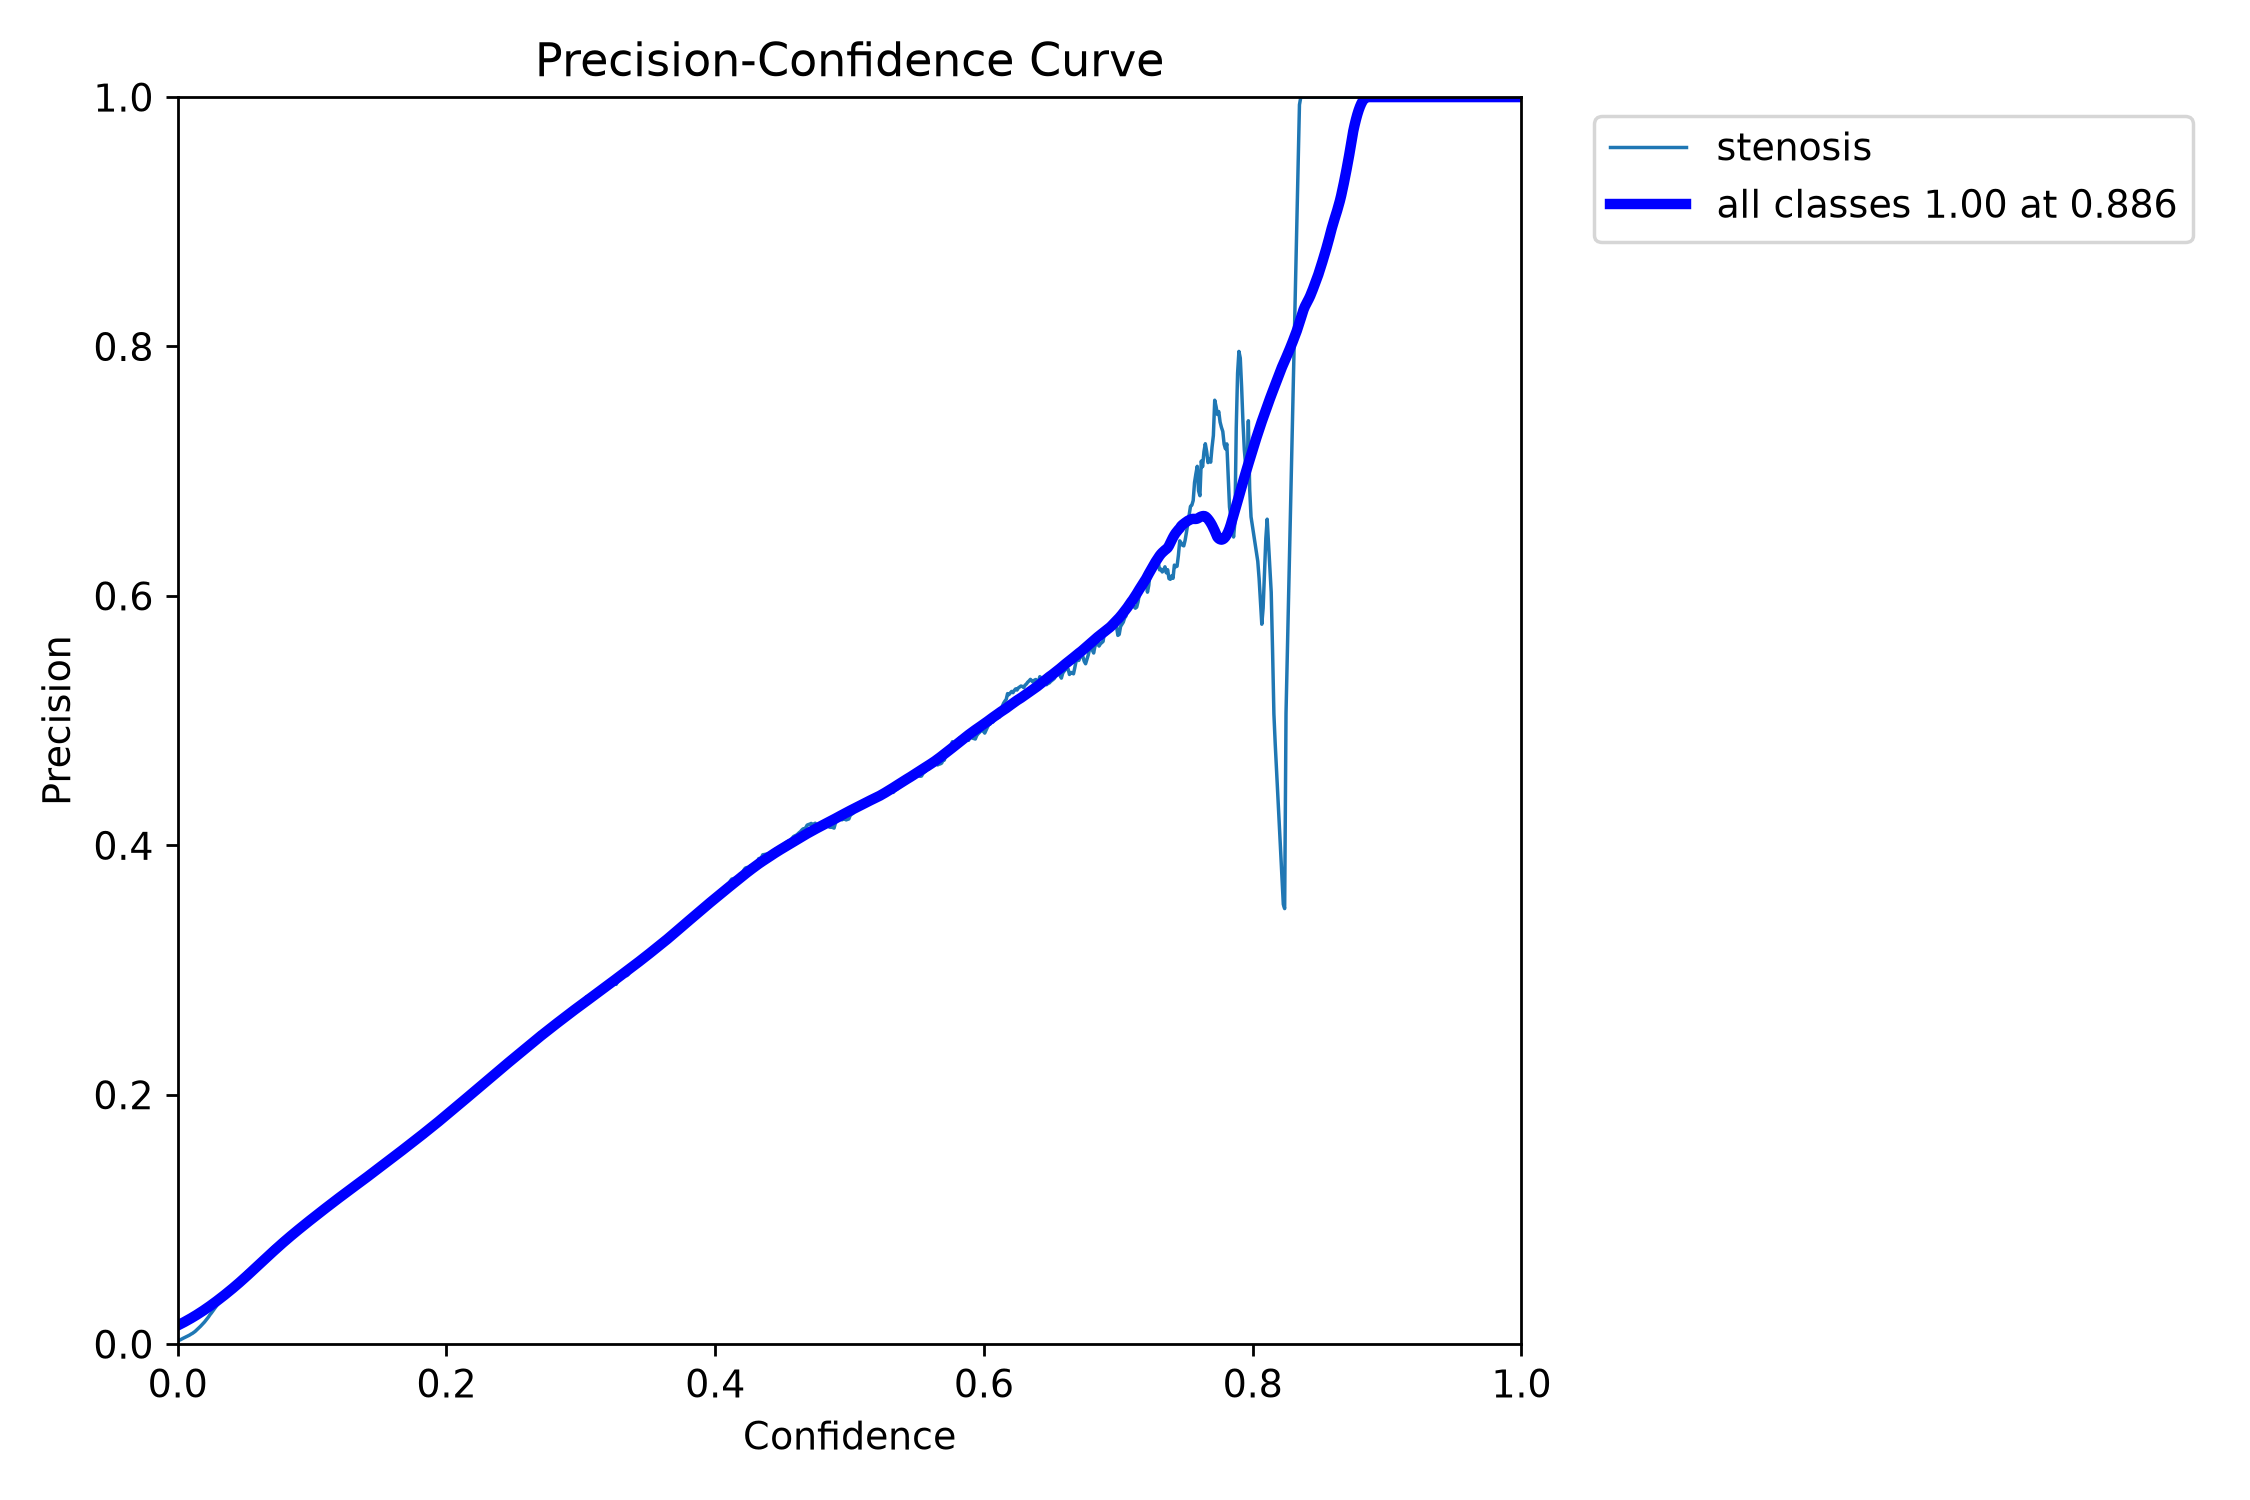 Precision-Confidence Curve
1.0
0.8
0.6
0.4
0.2
0.0
Precision
0.0 0.2 0.4 0.6 0.8 1.0
Confidence
stenosis
all classes 1.00 at 0.886